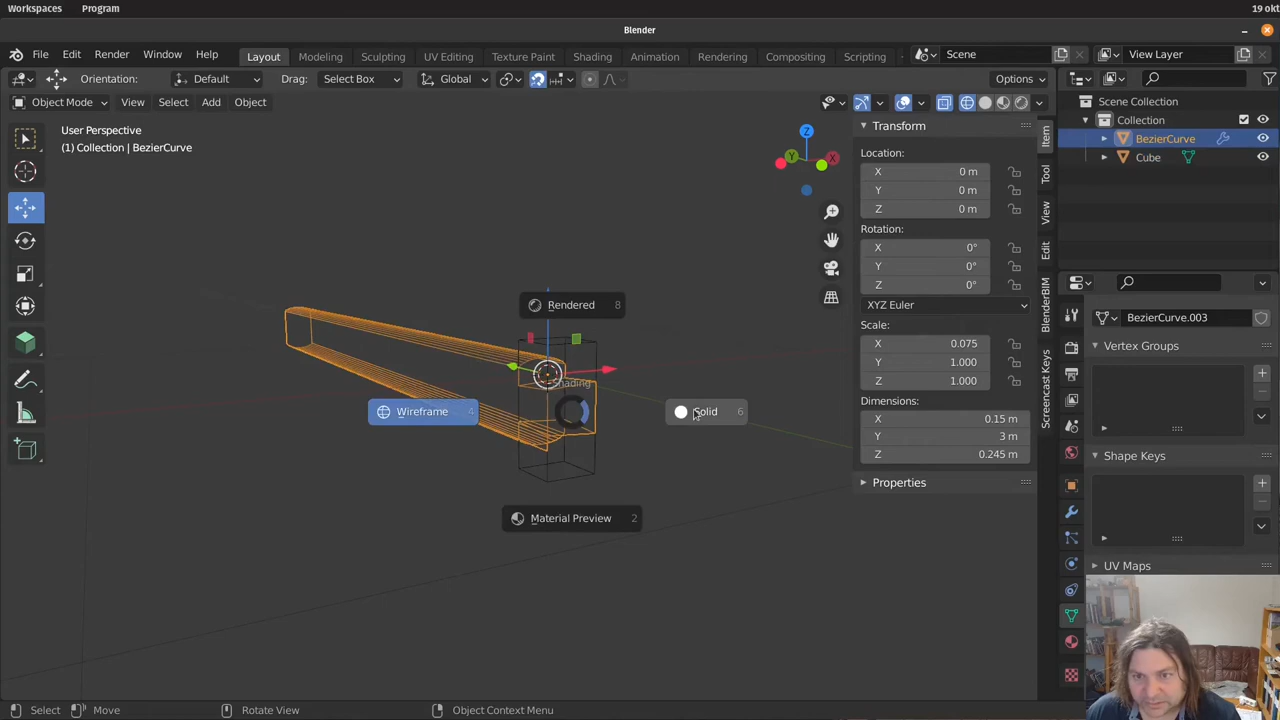 Workspaces Program 19 okt
Blender
File Edit Render Window Help Layout Modeling Sculpting UV Editing Texture Paint Shading Animation Rendering Compositing Scripting Scene View Layer
Orientation: Default Drag: Select Box Global Options
Object Mode View Select Add Object
User Perspective
(1) Collection | BezierCurve
Z
Y X
Rendered 8
Shading
Wireframe 4
Solid 6
Material Preview 2
Transform
Location:
X 0 m
Y 0 m
Z 0 m
Rotation:
X 0°
Y 0°
Z 0°
XYZ Euler
Scale:
X 0.075
Y 1.000
Z 1.000
Dimensions:
X 0.15 m
Y 3 m
Z 0.245 m
Properties
Item
Tool
View
Edit
BlenderBIM
Screencast Keys
Scene Collection
Collection
BezierCurve
Cube
BezierCurve.003
Vertex Groups
Shape Keys
UV Maps
Select Move Rotate View Object Context Menu